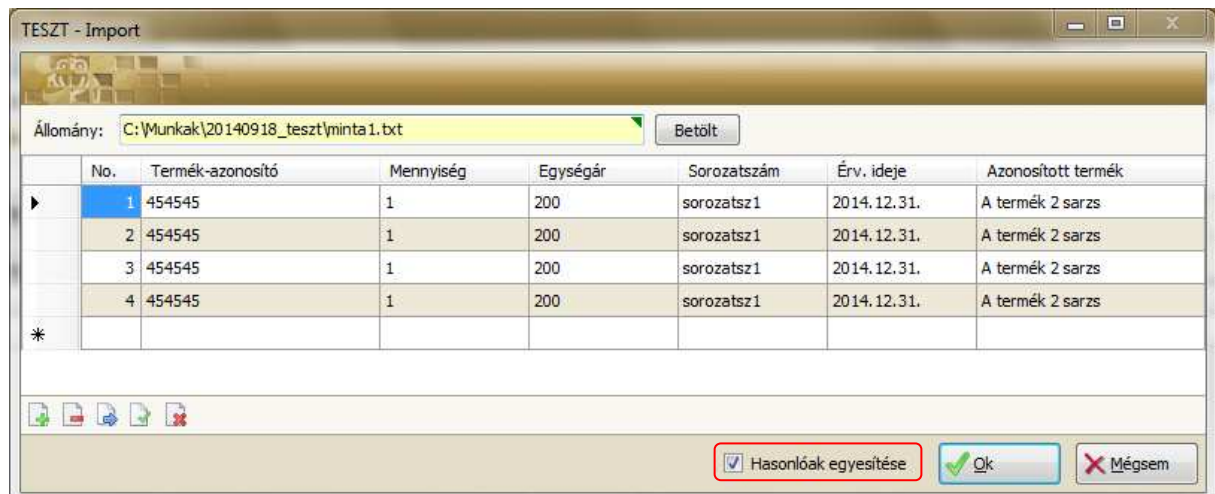 TESZT - Import
Állomány: C:\Munkak\20140918_teszt\minta1.txt Betölt
No. Termék-azonosító Mennyiség Egységár Sorozatszám Érv. ideje Azonosított termék
1 454545 1 200 sorozatsz1 2014.12.31. A termék 2 sarzs
2 454545 1 200 sorozatsz1 2014.12.31. A termék 2 sarzs
3 454545 1 200 sorozatsz1 2014.12.31. A termék 2 sarzs
4 454545 1 200 sorozatsz1 2014.12.31. A termék 2 sarzs
Hasonlóak egyesítése Ok Mégsem